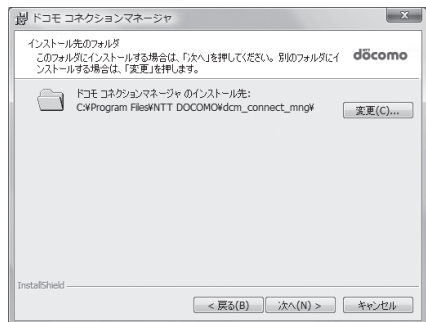 ドコモ コネクションマネージャ
インストール先のフォルダ
このフォルダにインストールする場合は、「次へ」を押してください。別のフォルダにイ
ンストールする場合は、「変更」を押します。
döcomo
ドコモ コネクションマネージャ のインストール先:
C:¥Program Files¥NTT DOCOMO¥dcm_connect_mng¥
変更(C)...
InstallShield
< 戻る(B)
次へ(N) >
キャンセル